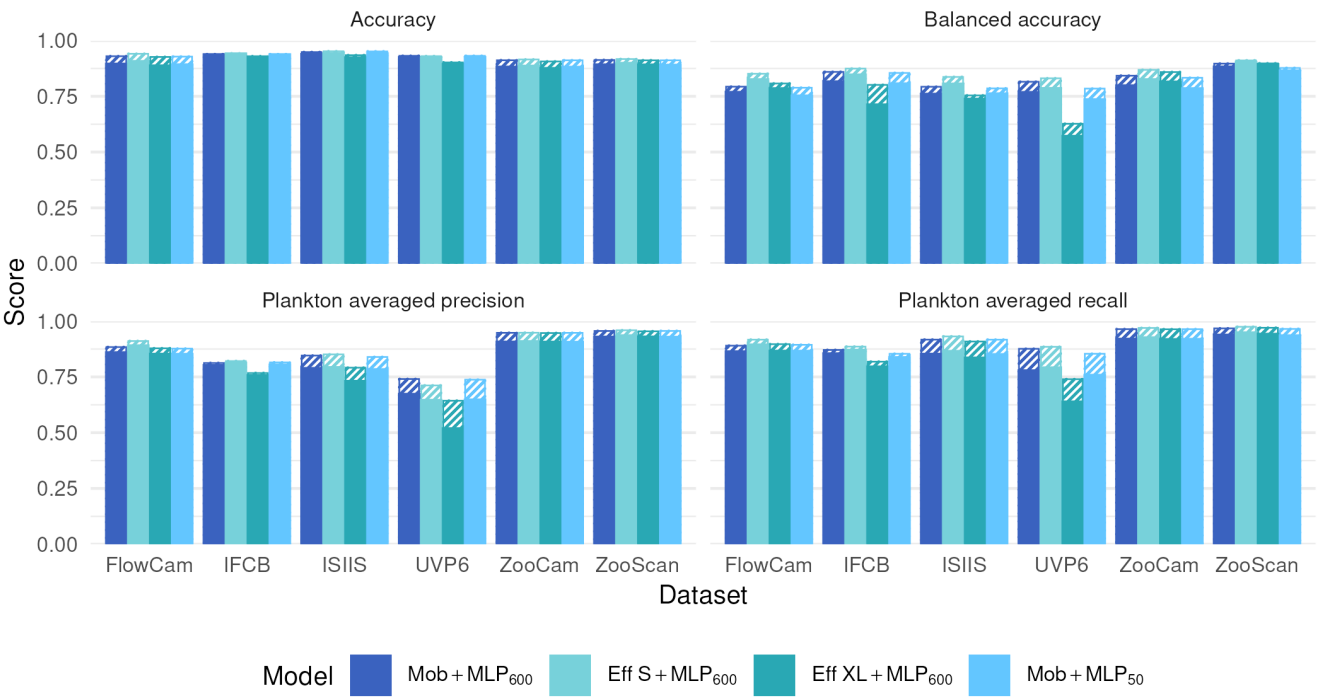 Accuracy
Balanced accuracy
1.00
0.75
0.50
0.25
0.00
Score
Plankton averaged precision
Plankton averaged recall
1.00
0.75
0.50
0.25
0.00
FlowCam IFCB ISIIS UVP6 ZooCam ZooScan
FlowCam IFCB ISIIS UVP6 ZooCam ZooScan
Dataset
Model Mob + MLP₆₀₀ Eff S + MLP₆₀₀ Eff XL + MLP₆₀₀ Mob + MLP₅₀